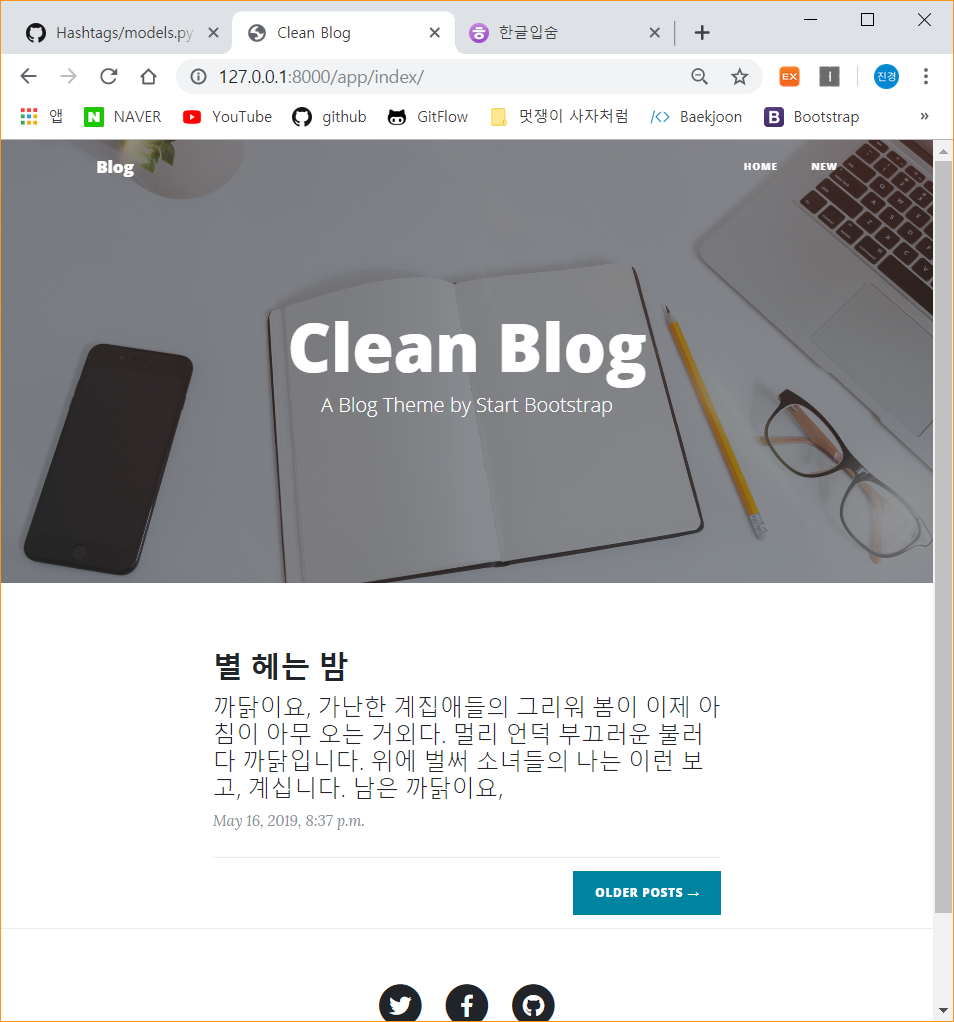 Hashtags/models.py
Clean Blog
한글입숨
127.0.0.1:8000/app/index/
EX
I
진경
앱
NAVER
YouTube
github
GitFlow
멋쟁이 사자처럼
Baekjoon
B
Bootstrap
»
Blog
HOME
NEW
Clean Blog
A Blog Theme by Start Bootstrap
별 헤는 밤
까닭이요, 가난한 계집애들의 그리워 봄이 이제 아
침이 아무 오는 거외다. 멀리 언덕 부끄러운 불러
다 까닭입니다. 위에 벌써 소녀들의 나는 이런 보
고, 계십니다. 남은 까닭이요,
May 16, 2019, 8:37 p.m.
OLDER POSTS →